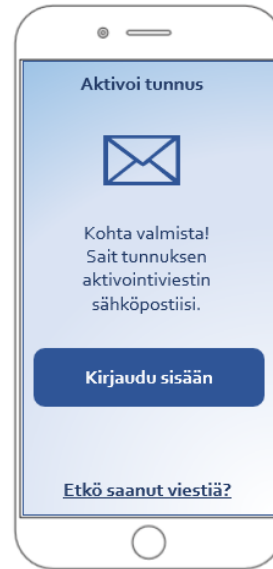 Aktivoi tunnus
Kohta valmista!
Sait tunnuksen
aktivointiviestin
sähköpostiisi.
Kirjaudu sisään
Etkö saanut viestiä?